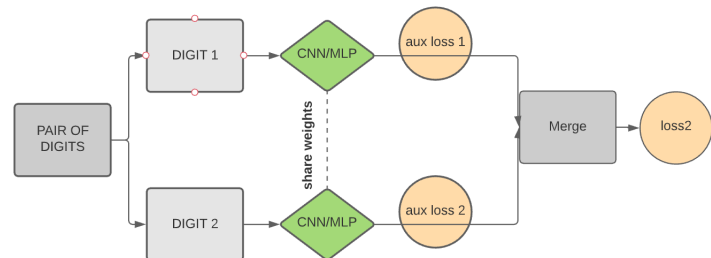 DIGIT 1
CNN/MLP
aux loss 1
PAIR OF
DIGITS
share weights
Merge
loss2
DIGIT 2
CNN/MLP
aux loss 2